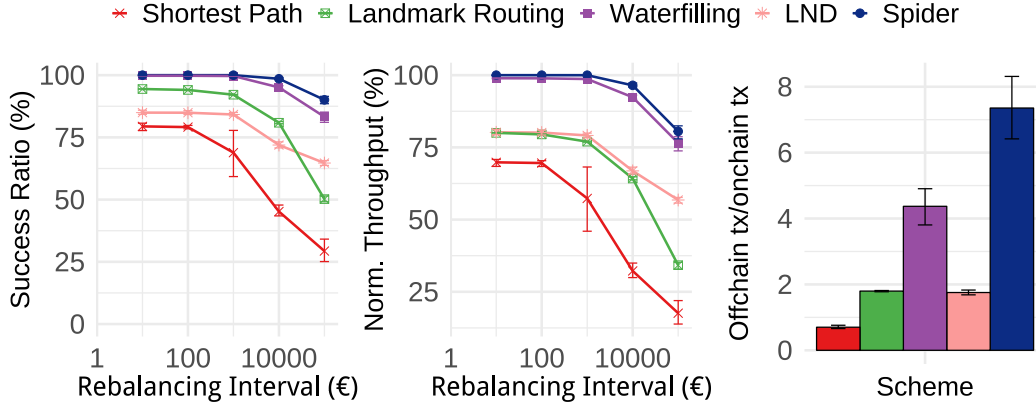 Shortest Path Landmark Routing Waterfilling LND Spider
Success Ratio (%)
100
75
50
25
0
1 100 10000
Rebalancing Interval (€)
Norm. Throughput (%)
100
75
50
25
1 100 10000
Rebalancing Interval (€)
Offchain tx/onchain tx
8
6
4
2
0
Scheme